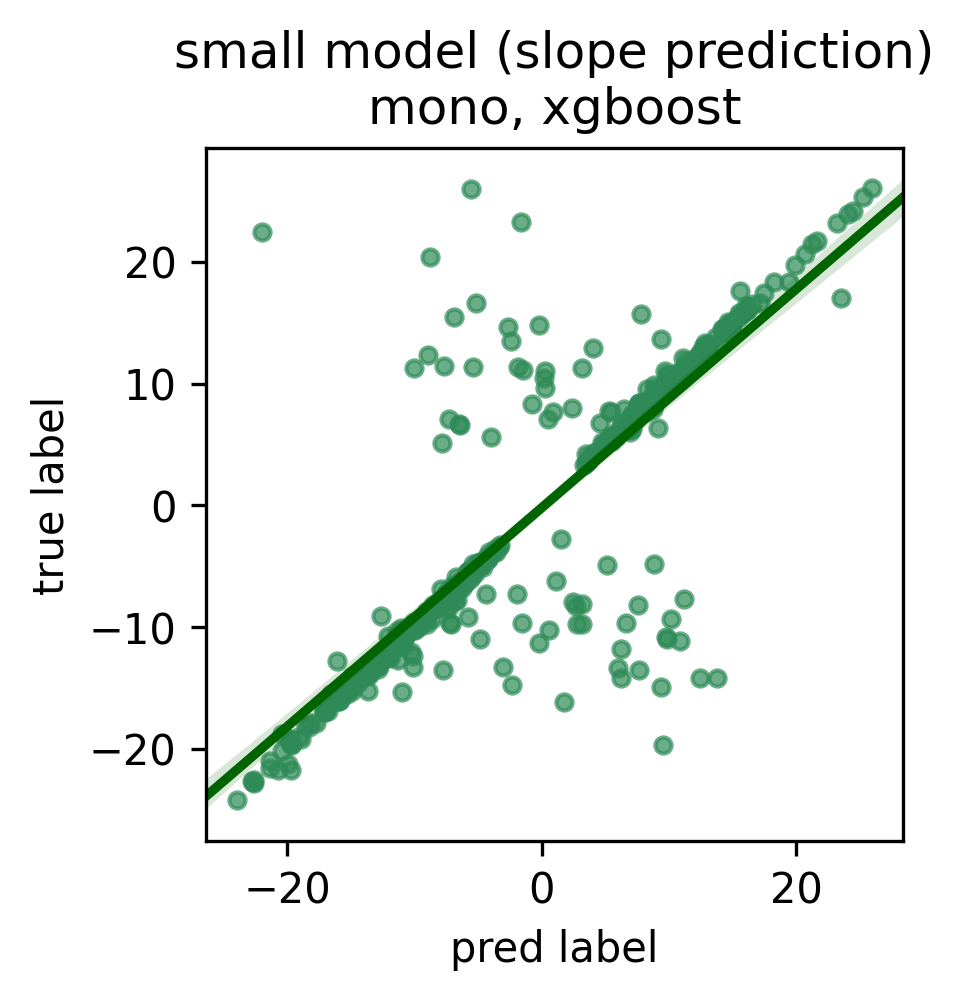 small model (slope prediction)
mono, xgboost
true label
20
10
0
−10
−20
−20
0
20
pred label